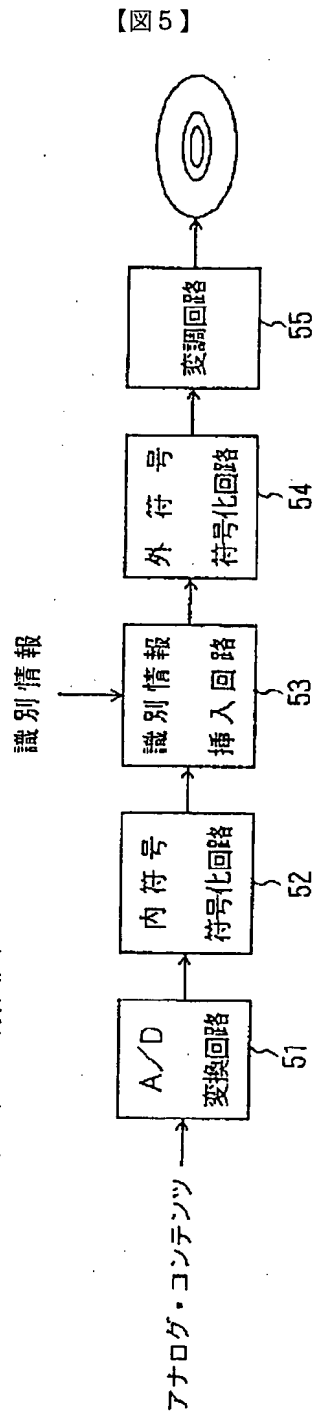 【図5】
識別情報
アナログ・コンテンツ
A/D
変換回路
51
内符号
符号化回路
52
識別情報
挿入回路
53
外符号
符号化回路
54
変調回路
55